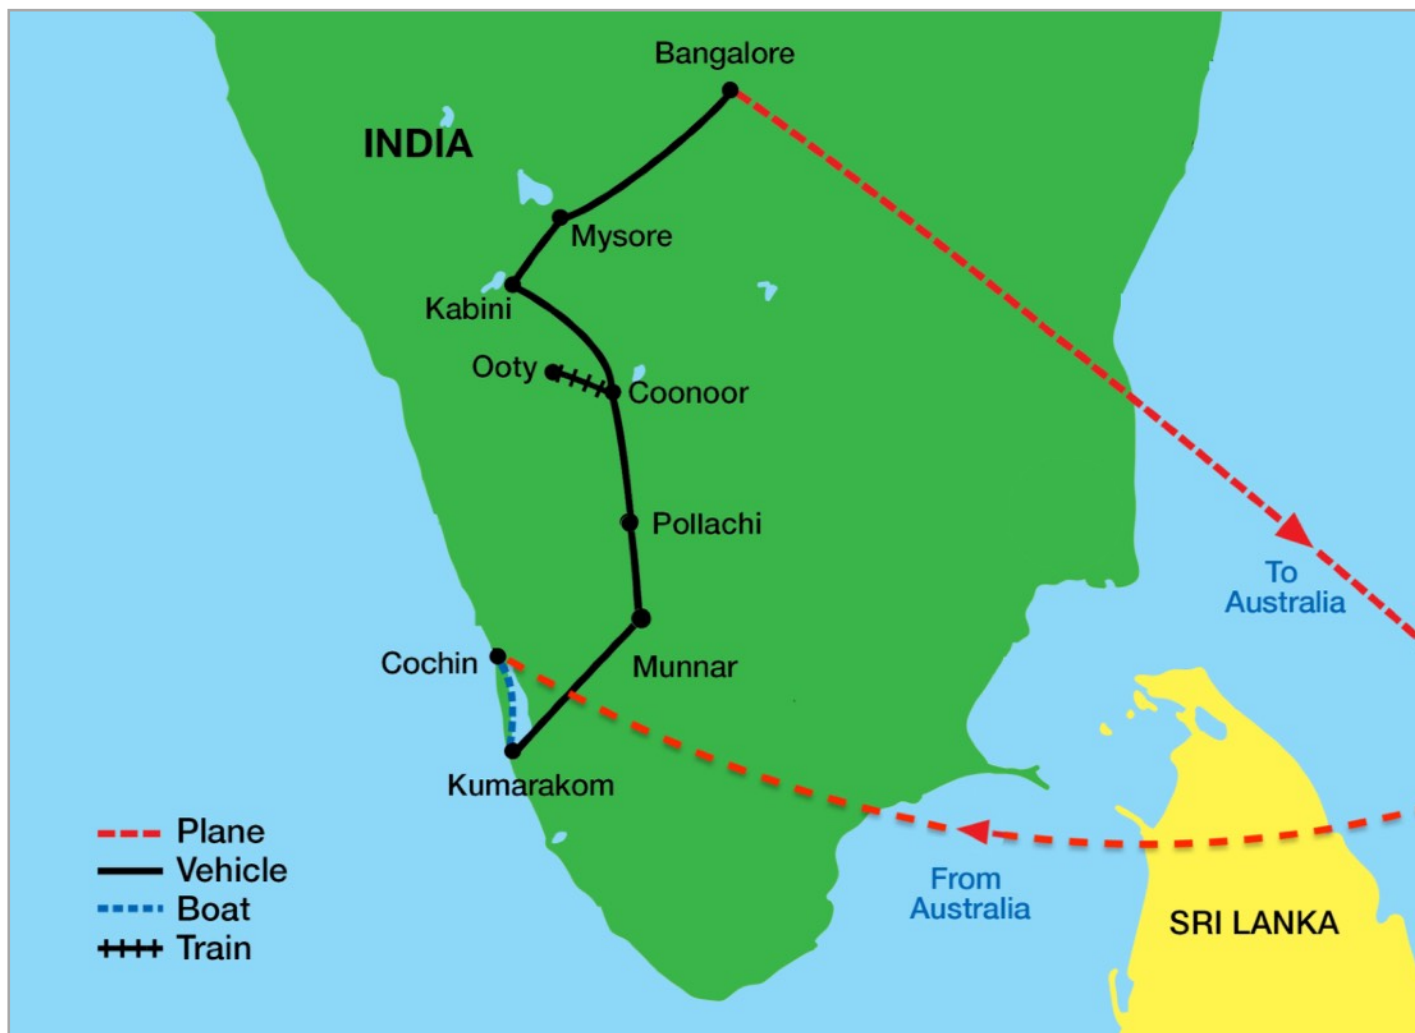 Bangalore
INDIA
Mysore
Kabini
Ooty
Coonoor
Pollachi
To
Australia
Cochin
Munnar
Kumarakom
Plane
Vehicle
Boat
Train
From
Australia
SRI LANKA